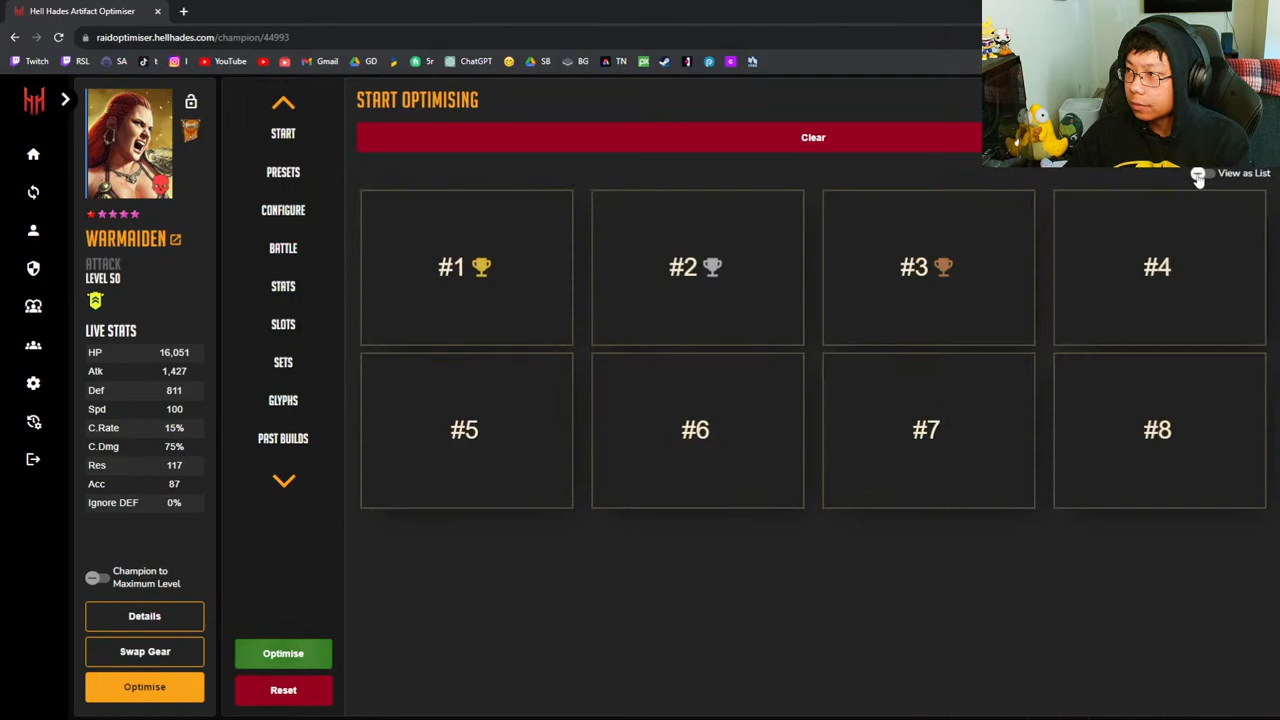 Hell Hades Artifact Optimiser
raidoptimiser.hellhades.com/champion/44993
Twitch
RSL
SA
t
I
YouTube
Gmail
GD
5r
ChatGPT
SB
BG
TN
START OPTIMISING
Clear
View as List
WARMAIDEN
ATTACK
LEVEL 50
LIVE STATS
HP 16,051
Atk 1,427
Def 811
Spd 100
C.Rate 15%
C.Dmg 75%
Res 117
Acc 87
Ignore DEF 0%
Champion to
Maximum Level
Details
Swap Gear
Optimise
START
PRESETS
CONFIGURE
BATTLE
STATS
SLOTS
SETS
GLYPHS
PAST BUILDS
Optimise
Reset
#1
#2
#3
#4
#5
#6
#7
#8